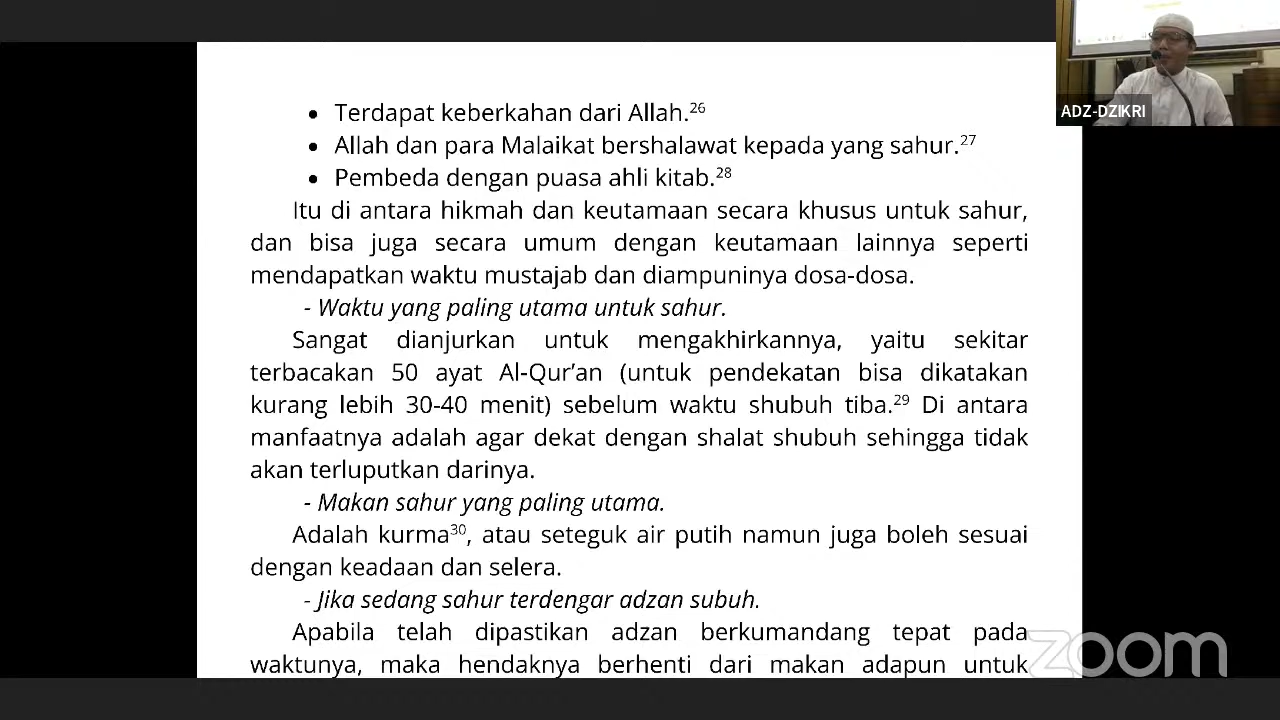 • Terdapat keberkahan dari Allah.²⁶
• Allah dan para Malaikat bershalawat kepada yang sahur.²⁷
• Pembeda dengan puasa ahli kitab.²⁸
Itu di antara hikmah dan keutamaan secara khusus untuk sahur,
dan bisa juga secara umum dengan keutamaan lainnya seperti
mendapatkan waktu mustajab dan diampuninya dosa-dosa.
- Waktu yang paling utama untuk sahur.
Sangat dianjurkan untuk mengakhirkannya, yaitu sekitar
terbacakan 50 ayat Al-Qur’an (untuk pendekatan bisa dikatakan
kurang lebih 30-40 menit) sebelum waktu shubuh tiba.²⁹ Di antara
manfaatnya adalah agar dekat dengan shalat shubuh sehingga tidak
akan terluputkan darinya.
- Makan sahur yang paling utama.
Adalah kurma³⁰, atau seteguk air putih namun juga boleh sesuai
dengan keadaan dan selera.
- Jika sedang sahur terdengar adzan subuh.
Apabila telah dipastikan adzan berkumandang tepat pada
waktunya, maka hendaknya berhenti dari makan adapun untuk
ADZ-DZIKRI
zoom